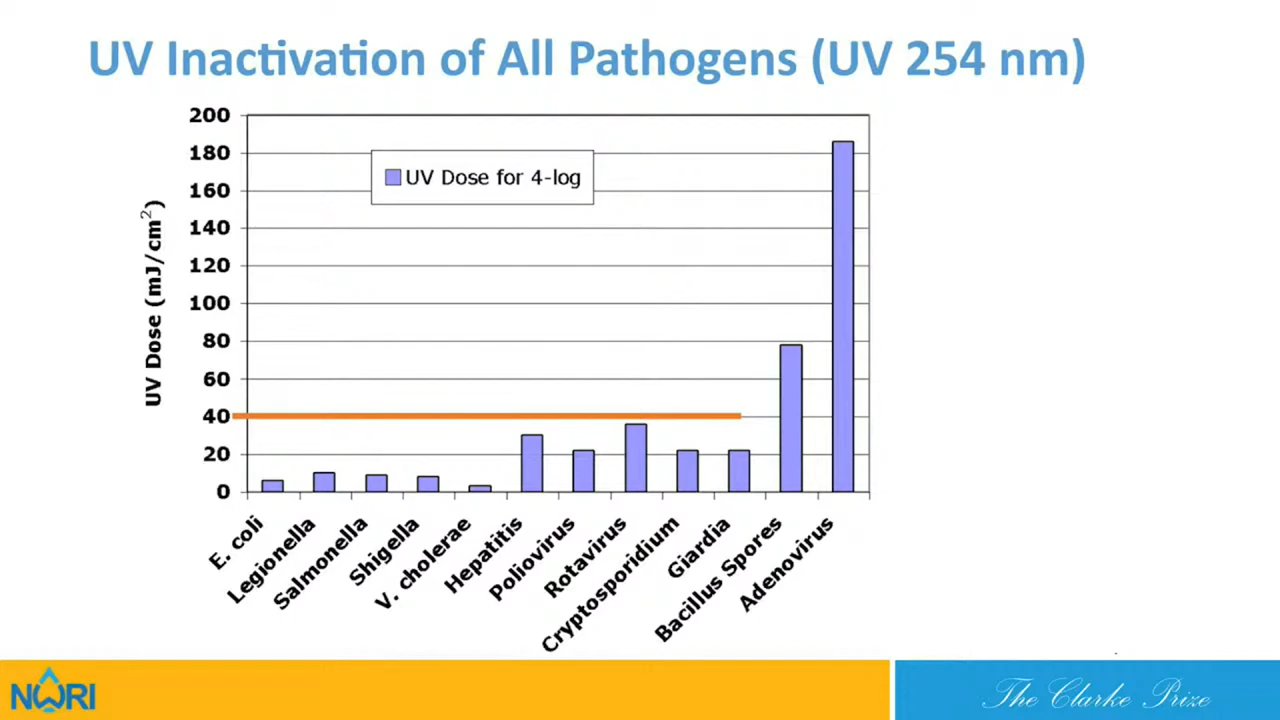 UV Inactivation of All Pathogens (UV 254 nm)
200
180
160
140
120
100
80
60
40
20
0
UV Dose (mJ/cm²)
UV Dose for 4-log
E. coli
Legionella
Salmonella
Shigella
V. cholerae
Hepatitis
Poliovirus
Rotavirus
Cryptosporidium
Giardia
Bacillus Spores
Adenovirus
NWRI
The Clarke Prize